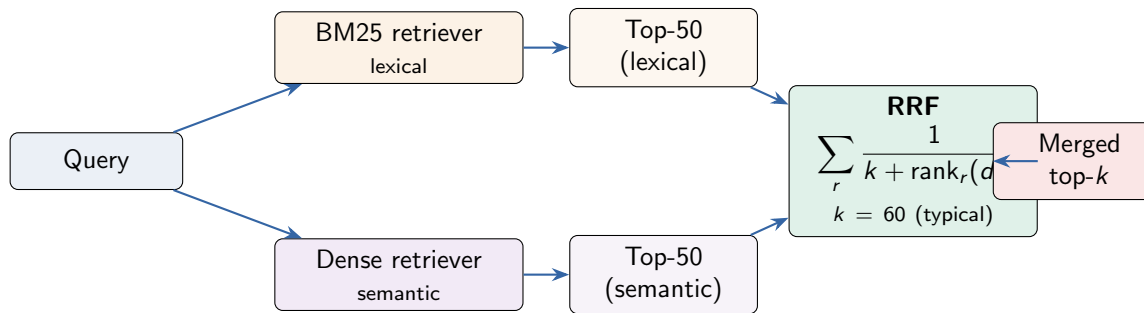 Query
BM25 retriever
lexical
Top-50
(lexical)
Dense retriever
semantic
Top-50
(semantic)
RRF
∑_r 1 / (k + rank_r(d
k = 60 (typical)
Merged
top-k